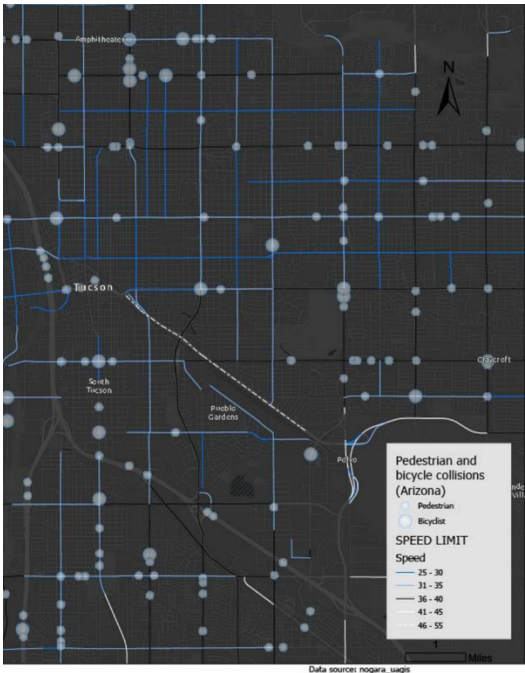 Amphitheater
N
Tucson
Craycroft
South
Tucson
Pueblo
Gardens
Polvo
Pedestrian and
bicycle collisions
(Arizona)
Pedestrian
Bicyclist
SPEED LIMIT
Speed
25 - 30
31 - 35
36 - 40
41 - 45
46 - 55
1
Miles
Data source: nogara_uagis